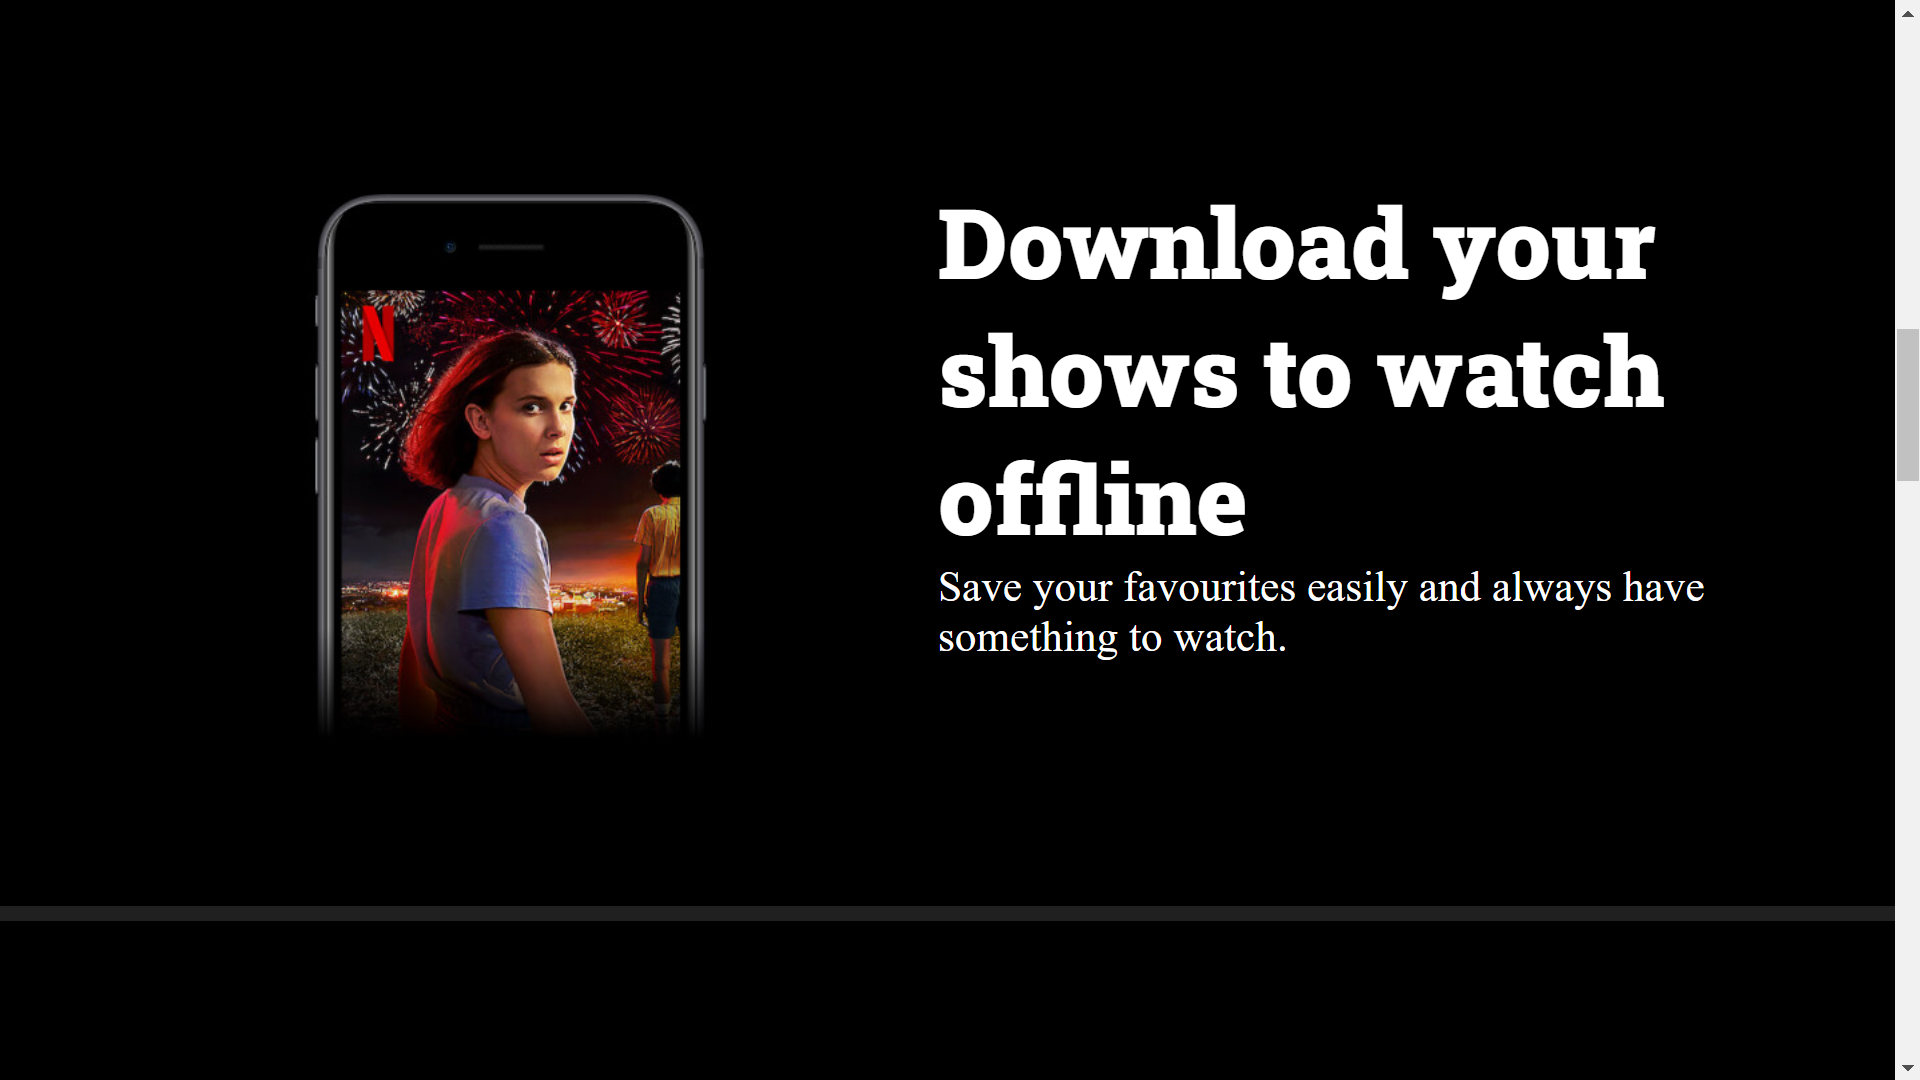 N
Download your
shows to watch
offline
Save your favourites easily and always have
something to watch.